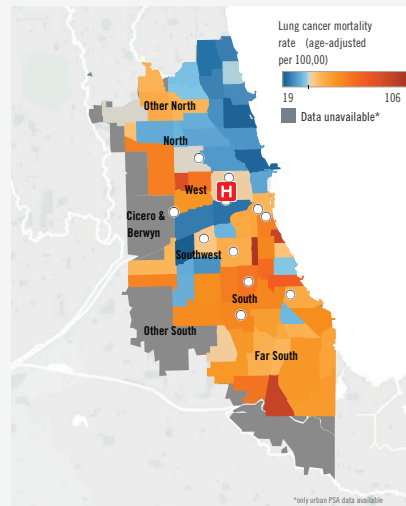 Lung cancer mortality
rate (age-adjusted
per 100,00)
19
106
Data unavailable*
Other North
North
West
H
Cicero &
Berwyn
Southwest
South
Other South
Far South
*only urban PSA data available